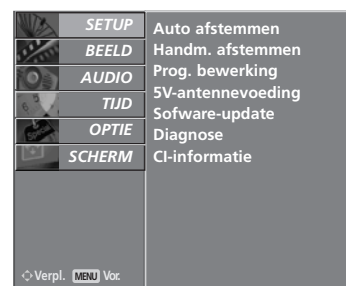 SETUP
BEELD
AUDIO
TIJD
OPTIE
SCHERM
Auto afstemmen
Handm. afstemmen
Prog. bewerking
5V-antennevoeding
Sofware-update
Diagnose
CI-informatie
Verpl. MENU Vor.